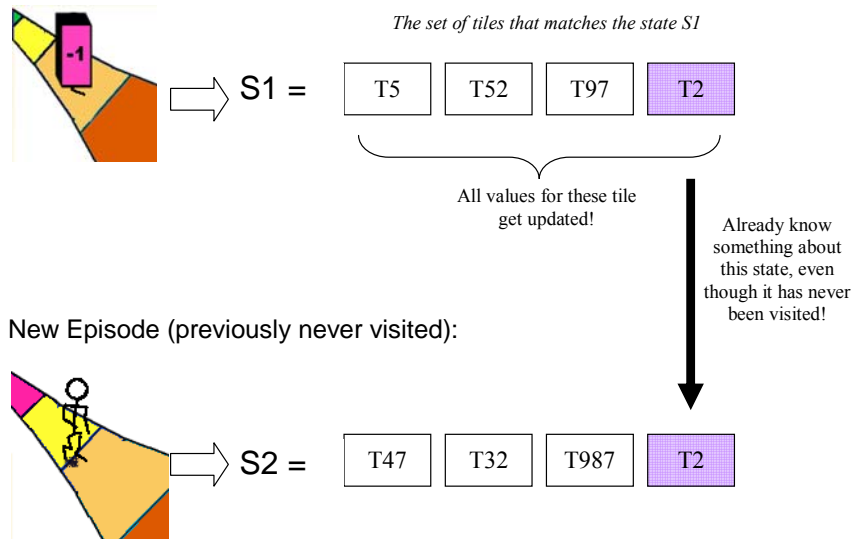 The set of tiles that matches the state S1
-1
S1 =
T5
T52
T97
T2
All values for these tile
get updated!
Already know
something about
this state, even
though it has never
been visited!
New Episode (previously never visited):
S2 =
T47
T32
T987
T2